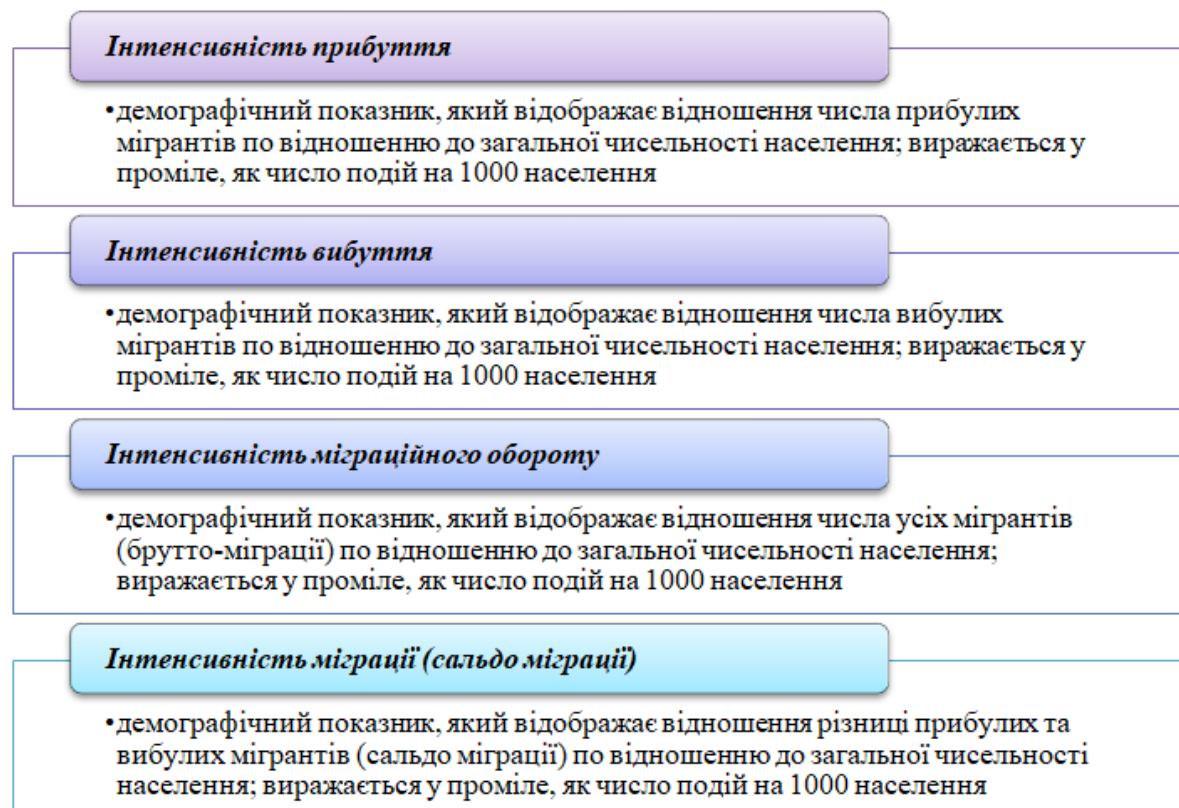 Інтенсивність прибуття
•демографічний показник, який відображає відношення числа прибулих
мігрантів по відношенню до загальної чисельності населення; виражається у
проміле, як число подій на 1000 населення
Інтенсивність вибуття
•демографічний показник, який відображає відношення числа вибулих
мігрантів по відношенню до загальної чисельності населення; виражається у
проміле, як число подій на 1000 населення
Інтенсивність міграційного обороту
•демографічний показник, який відображає відношення числа усіх мігрантів
(брутто-міграції) по відношенню до загальної чисельності населення;
виражається у проміле, як число подій на 1000 населення
Інтенсивність міграції (сальдо міграції)
•демографічний показник, який відображає відношення різниці прибулих та
вибулих мігрантів (сальдо міграції) по відношенню до загальної чисельності
населення; виражається у проміле, як число подій на 1000 населення